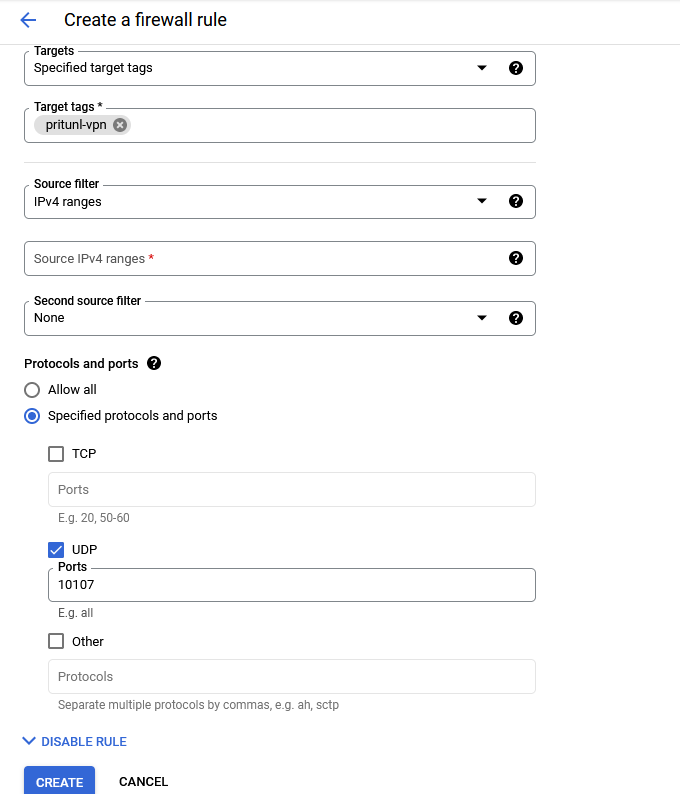 Create a firewall rule
Targets
Specified target tags
Target tags *
pritunl-vpn
Source filter
IPv4 ranges
Source IPv4 ranges *
Second source filter
None
Protocols and ports
Allow all
Specified protocols and ports
TCP
Ports
E.g. 20, 50-60
UDP
Ports
10107
E.g. all
Other
Protocols
Separate multiple protocols by commas, e.g. ah, sctp
DISABLE RULE
CREATE CANCEL